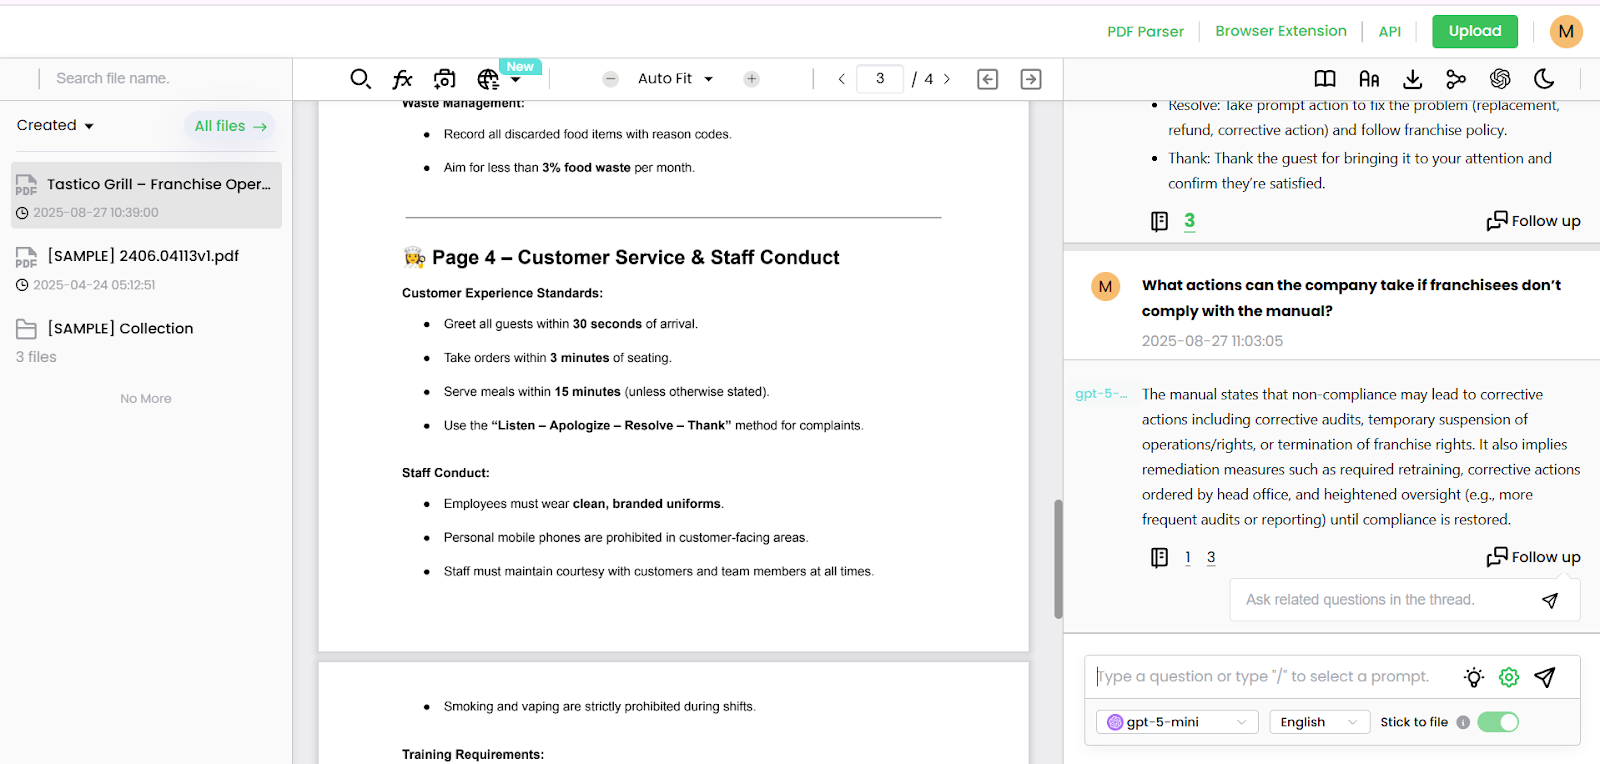 PDF Parser
Browser Extension
API
Upload
M
Search file name.
New
Auto Fit
3 / 4
Created
All files →
PDF
Tastico Grill – Franchise Oper...
2025-08-27 10:39:00
PDF
[SAMPLE] 2406.04113v1.pdf
2025-04-24 05:12:51
[SAMPLE] Collection
3 files
No More
Waste Management:
• Record all discarded food items with reason codes.
• Aim for less than 3% food waste per month.
Page 4 – Customer Service & Staff Conduct
Customer Experience Standards:
• Greet all guests within 30 seconds of arrival.
• Take orders within 3 minutes of seating.
• Serve meals within 15 minutes (unless otherwise stated).
• Use the “Listen – Apologize – Resolve – Thank” method for complaints.
Staff Conduct:
• Employees must wear clean, branded uniforms.
• Personal mobile phones are prohibited in customer-facing areas.
• Staff must maintain courtesy with customers and team members at all times.
• Smoking and vaping are strictly prohibited during shifts.
Training Requirements:
• Resolve: Take prompt action to fix the problem (replacement,
refund, corrective action) and follow franchise policy.
• Thank: Thank the guest for bringing it to your attention and
confirm they’re satisfied.
3
Follow up
M
What actions can the company take if franchisees don’t
comply with the manual?
2025-08-27 11:03:05
gpt-5-...
The manual states that non-compliance may lead to corrective
actions including corrective audits, temporary suspension of
operations/rights, or termination of franchise rights. It also implies
remediation measures such as required retraining, corrective actions
ordered by head office, and heightened oversight (e.g., more
frequent audits or reporting) until compliance is restored.
1 3
Follow up
Ask related questions in the thread.
Type a question or type "/" to select a prompt.
gpt-5-mini
English
Stick to file